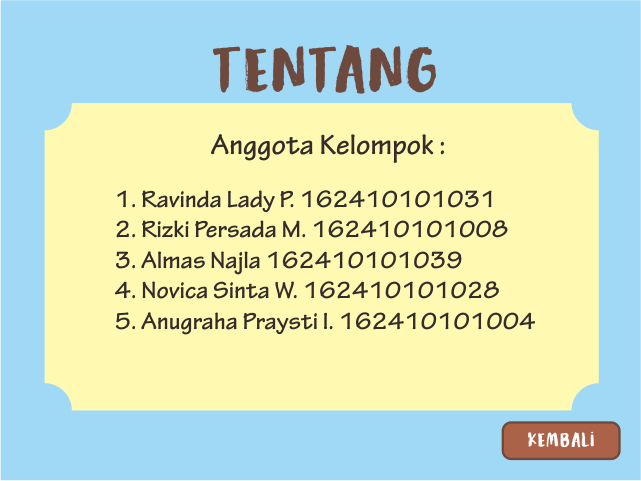 TENTANG
Anggota Kelompok :
1. Ravinda Lady P. 162410101031
2. Rizki Persada M. 162410101008
3. Almas Najla 162410101039
4. Novica Sinta W. 162410101028
5. Anugraha Praysti I. 162410101004
KEMBALI